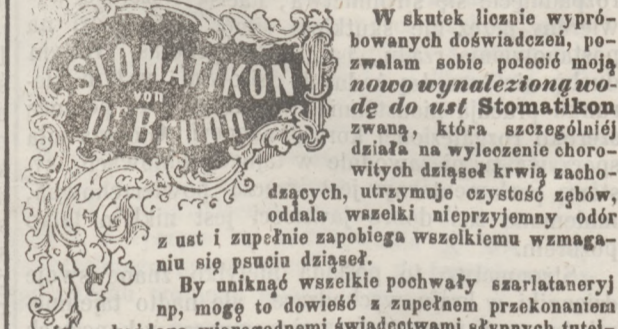 STOMATIKON
von
Dr Brunn
W skutek licznie wypró-
bowanych doświadczeń, po-
zwalam sobie polecić moją
nowo wynalezioną wo-
dę do ust Stomatikon
zwaną, która szczególniéj
działa na wyleczenie choro-
witych dziąseł krwią zacho-
dzących, utrzymuje czystość zębów,
oddala wszelki nieprzyjemny odór
z ust i zupełnie zapobiega wszelkiemu wzmaga-
niu się psuciu dziąseł.
By uniknąć wszelkie pochwały szarlataneryj
np, mogę to dowieść z zupełnem przekonaniem
wiarogodnemi świadectwami słynnych